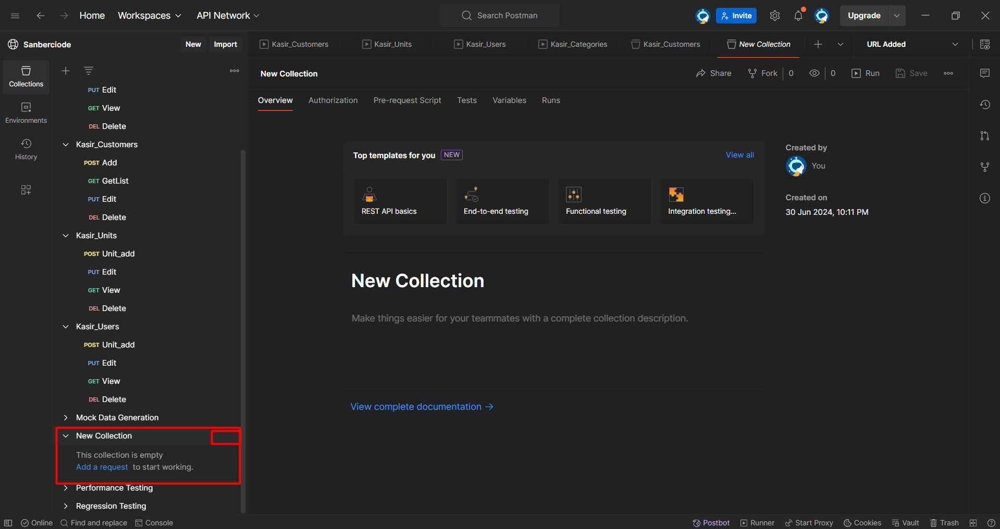 Home Workspaces API Network Search Postman Invite Upgrade
Sanberciode New Import Kasir_Customers Kasir_Units Kasir_Users Kasir_Categories Kasir_Customers New Collection URL Added
Collections
Environments
History
PUT Edit
GET View
DEL Delete
Kasir_Customers
POST Add
GET GetList
PUT Edit
DEL Delete
Kasir_Units
POST Unit_add
PUT Edit
GET View
DEL Delete
Kasir_Users
POST Unit_add
PUT Edit
GET View
DEL Delete
Mock Data Generation
New Collection
This collection is empty
Add a request to start working.
Performance Testing
Regression Testing
New Collection Share Fork 0 0 Run Save
Overview Authorization Pre-request Script Tests Variables Runs
Top templates for you NEW View all
REST API basics End-to-end testing Functional testing Integration testing...
New Collection
Make things easier for your teammates with a complete collection description.
View complete documentation →
Created by
You
Created on
30 Jun 2024, 10:11 PM
Online Find and replace Console Postbot Runner Start Proxy Cookies Vault Trash